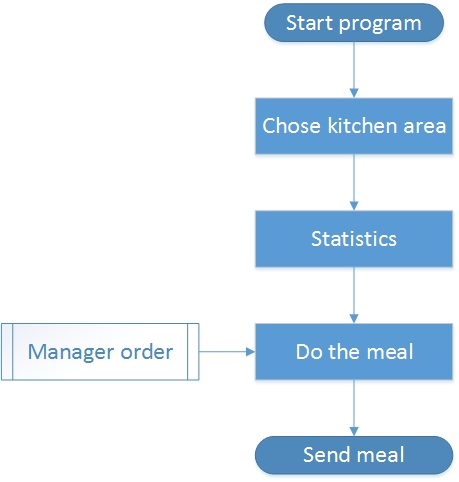 Start program
Chose kitchen area
Statistics
Manager order
Do the meal
Send meal